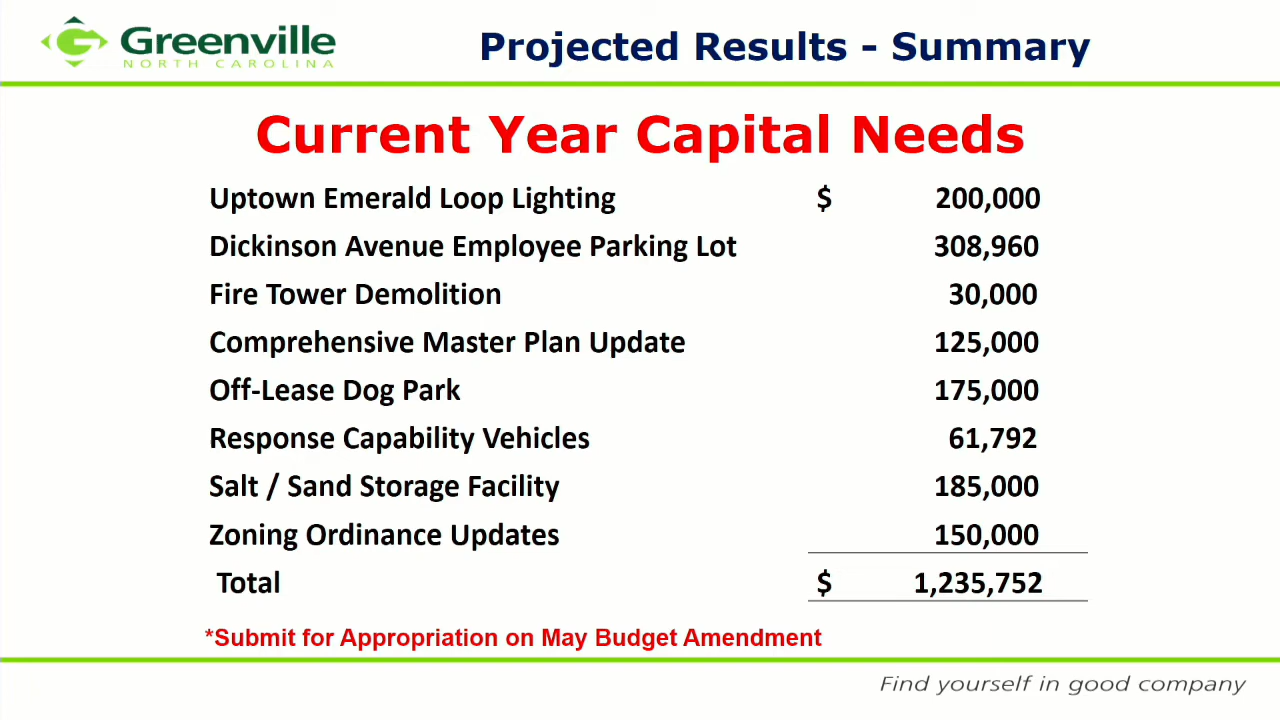 Greenville
NORTH CAROLINA
Projected Results - Summary
Current Year Capital Needs
Uptown Emerald Loop Lighting $ 200,000
Dickinson Avenue Employee Parking Lot 308,960
Fire Tower Demolition 30,000
Comprehensive Master Plan Update 125,000
Off-Lease Dog Park 175,000
Response Capability Vehicles 61,792
Salt / Sand Storage Facility 185,000
Zoning Ordinance Updates 150,000
Total $ 1,235,752
*Submit for Appropriation on May Budget Amendment
Find yourself in good company